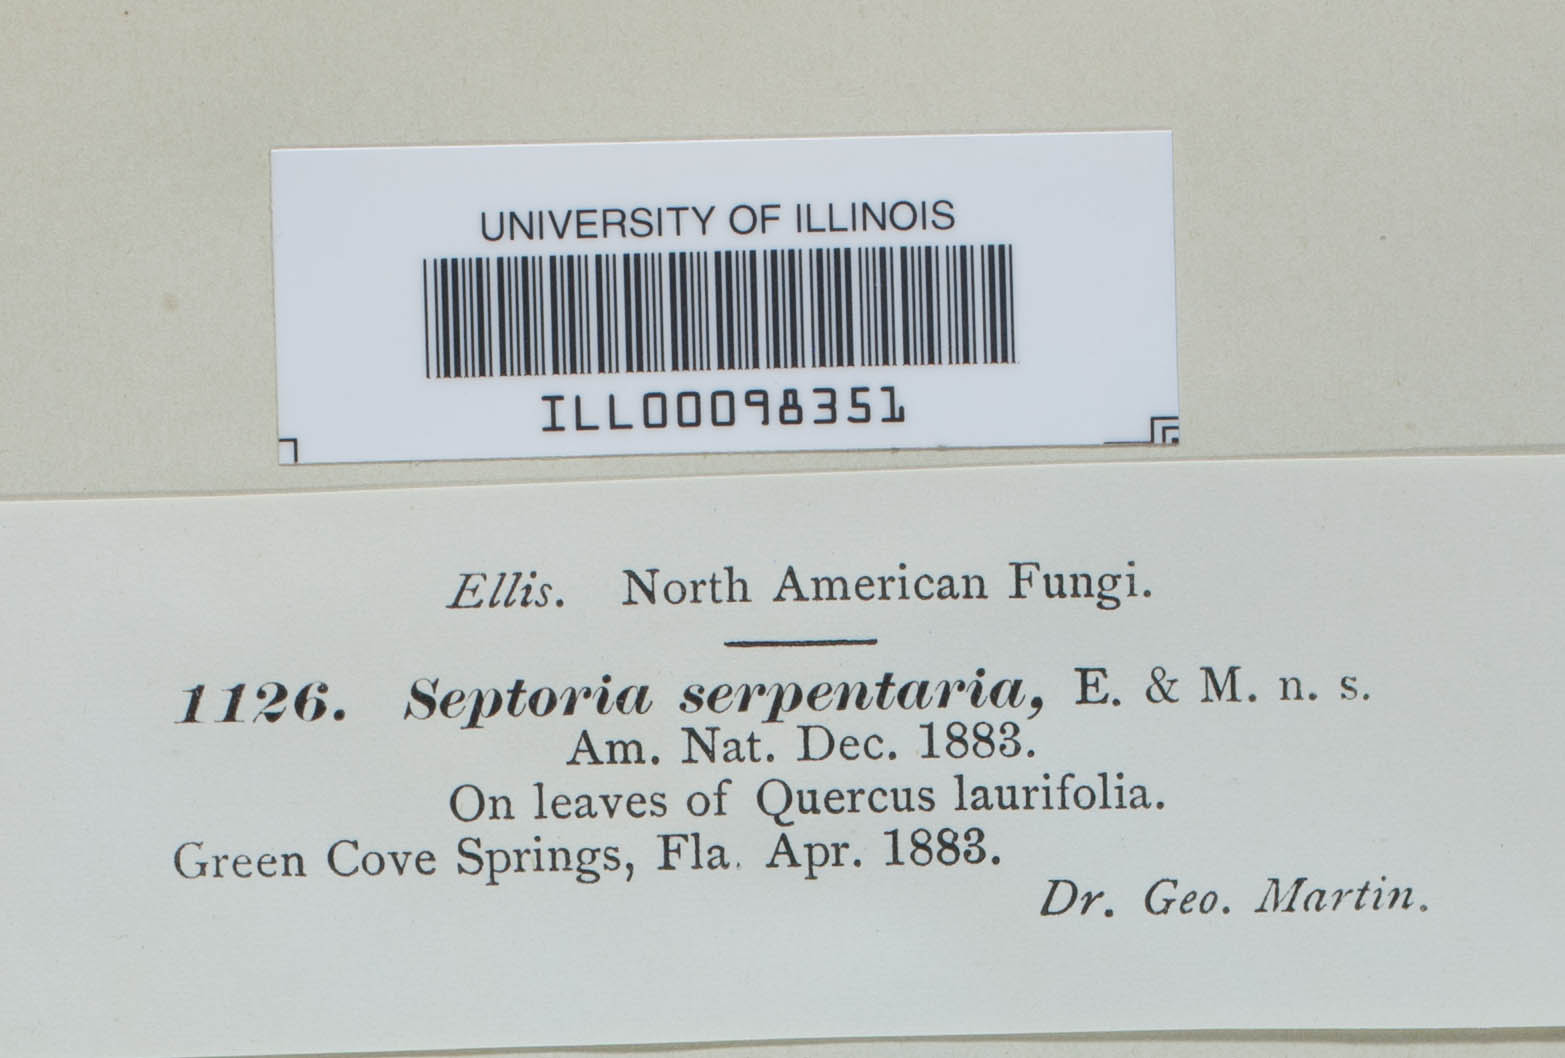 UNIVERSITY OF ILLINOIS
ILL00098351
Ellis. North American Fungi.
1126. Septoria serpentaria, E. & M. n. s.
Am. Nat. Dec. 1883.
On leaves of Quercus laurifolia.
Green Cove Springs, Fla. Apr. 1883.
Dr. Geo. Martin.